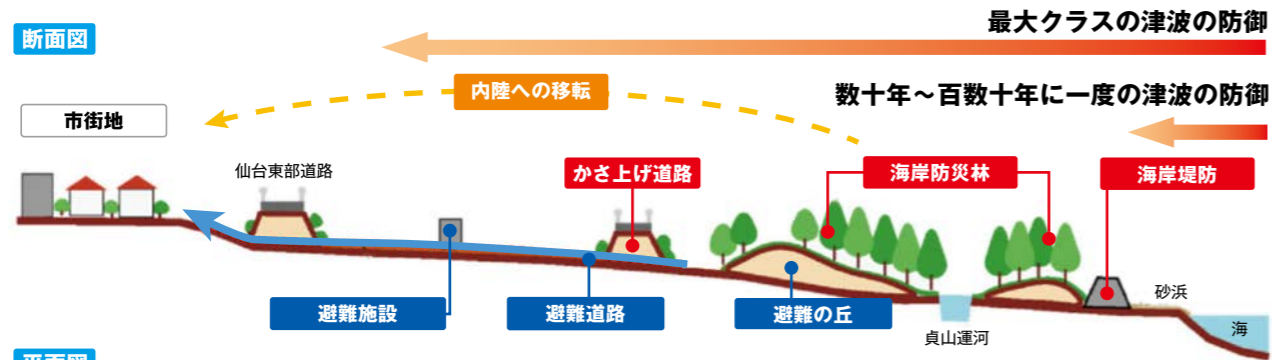 断面図
最大クラスの津波の防御
内陸への移転
数十年～百数十年に一度の津波の防御
市街地
仙台東部道路
かさ上げ道路
海岸防災林
海岸堤防
避難施設
避難道路
避難の丘
砂浜
貞山運河
海
平面図